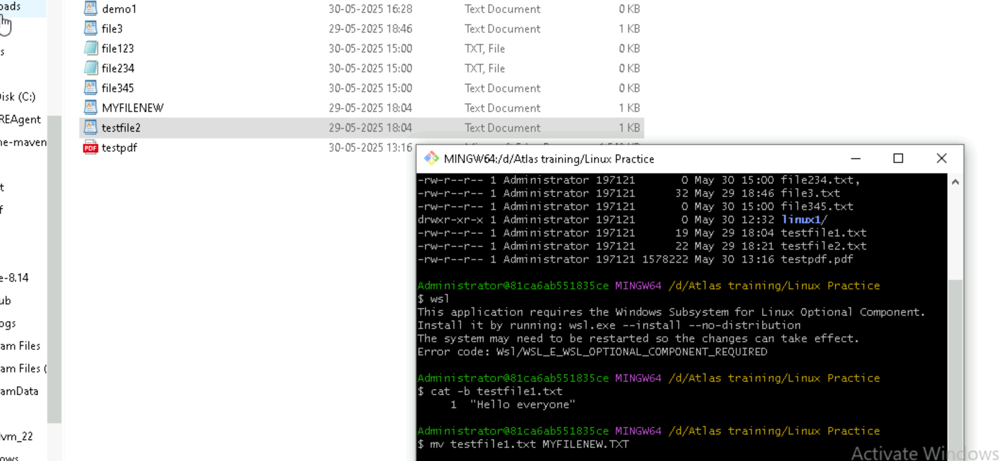 oads
demo1 30-05-2025 16:28 Text Document 0 KB
file3 29-05-2025 18:46 Text Document 1 KB
s
file123 30-05-2025 15:00 TXT, File 0 KB
file234 30-05-2025 15:00 TXT, File 0 KB
Disk (C:)
file345 30-05-2025 15:00 Text Document 0 KB
REAgent
MYFILENEW 29-05-2025 18:04 Text Document 1 KB
he-maven
testfile2 29-05-2025 18:04 Text Document 1 KB
PDF testpdf 30-05-2025 13:16
t
f
e-8.14
ub
ogs
am Files
am Files (
amData
lvm_22
ows
MINGW64:/d/Atlas training/Linux Practice
-rw-r--r-- 1 Administrator 197121 0 May 30 15:00 file234.txt,
-rw-r--r-- 1 Administrator 197121 32 May 29 18:46 file3.txt
-rw-r--r-- 1 Administrator 197121 0 May 30 15:00 file345.txt
drwxr-xr-x 1 Administrator 197121 0 May 30 12:32 linux1/
-rw-r--r-- 1 Administrator 197121 19 May 29 18:04 testfile1.txt
-rw-r--r-- 1 Administrator 197121 22 May 29 18:21 testfile2.txt
-rw-r--r-- 1 Administrator 197121 1578222 May 30 13:16 testpdf.pdf
Administrator@81ca6ab551835ce MINGW64 /d/Atlas training/Linux Practice
$ wsl
This application requires the Windows Subsystem for Linux Optional Component.
Install it by running: wsl.exe --install --no-distribution
The system may need to be restarted so the changes can take effect.
Error code: Wsl/WSL_E_WSL_OPTIONAL_COMPONENT_REQUIRED
Administrator@81ca6ab551835ce MINGW64 /d/Atlas training/Linux Practice
$ cat -b testfile1.txt
1 "Hello everyone"
Administrator@81ca6ab551835ce MINGW64 /d/Atlas training/Linux Practice
$ mv testfile1.txt MYFILENEW.TXT
Activate Windows